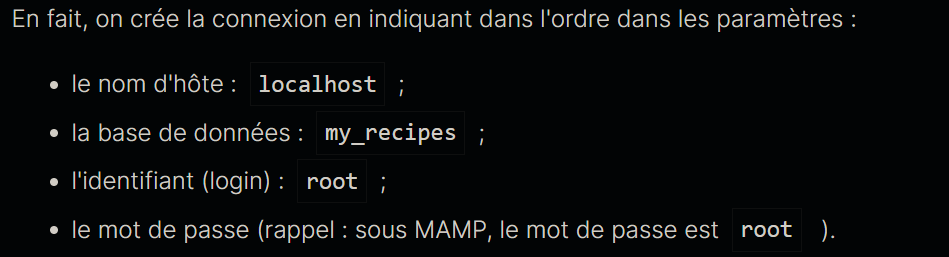 En fait, on crée la connexion en indiquant dans l'ordre dans les paramètres :
• le nom d'hôte : localhost ;
• la base de données : my_recipes ;
• l'identifiant (login) : root ;
• le mot de passe (rappel : sous MAMP, le mot de passe est root ).